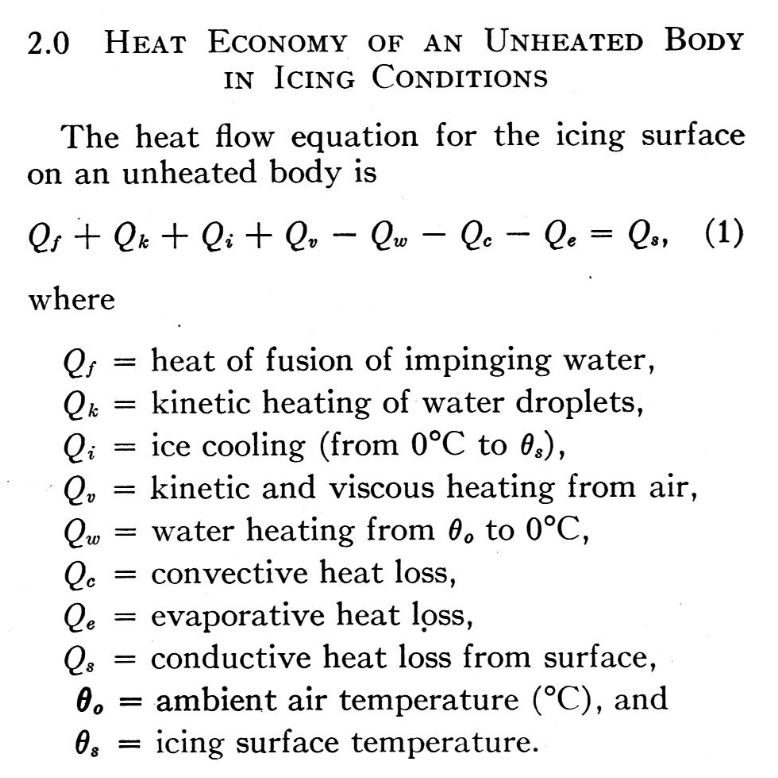 2.0 HEAT ECONOMY OF AN UNHEATED BODY
IN ICING CONDITIONS
The heat flow equation for the icing surface
on an unheated body is
Q_f + Q_k + Q_i + Q_v − Q_w − Q_c − Q_e = Q_s, (1)
where
Q_f = heat of fusion of impinging water,
Q_k = kinetic heating of water droplets,
Q_i = ice cooling (from 0°C to θ_s),
Q_v = kinetic and viscous heating from air,
Q_w = water heating from θ_o to 0°C,
Q_c = convective heat loss,
Q_e = evaporative heat loss,
Q_s = conductive heat loss from surface,
θ_o = ambient air temperature (°C), and
θ_s = icing surface temperature.